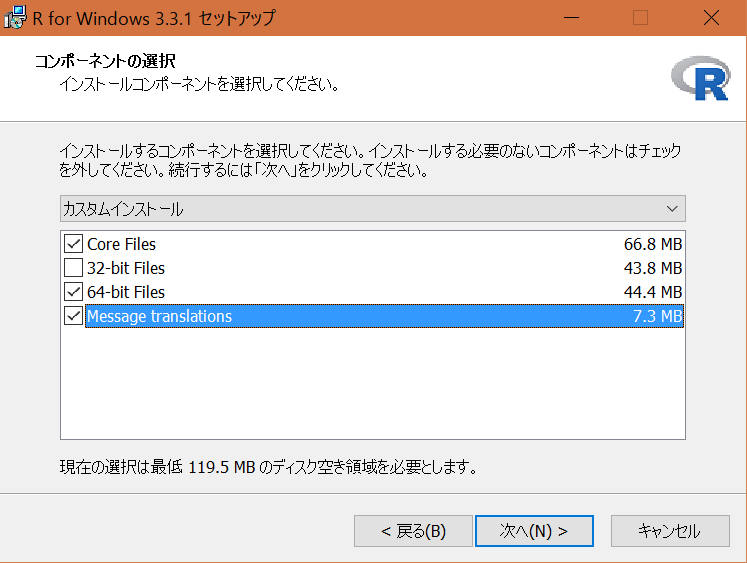 R for Windows 3.3.1 セットアップ
コンポーネントの選択
インストールコンポーネントを選択してください。
R
インストールするコンポーネントを選択してください。インストールする必要のないコンポーネントはチェック
を外してください。続行するには「次へ」をクリックしてください。
カスタムインストール
Core Files 66.8 MB
32-bit Files 43.8 MB
64-bit Files 44.4 MB
Message translations 7.3 MB
現在の選択は最低 119.5 MB のディスク空き領域を必要とします。
< 戻る(B) 次へ(N) > キャンセル